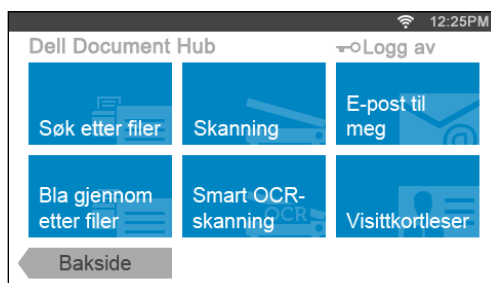 12:25PM
Dell Document Hub
Logg av
Søk etter filer
Skanning
E-post til
meg
Bla gjennom
etter filer
Smart OCR-
skanning
OCR
Visittkortleser
Bakside